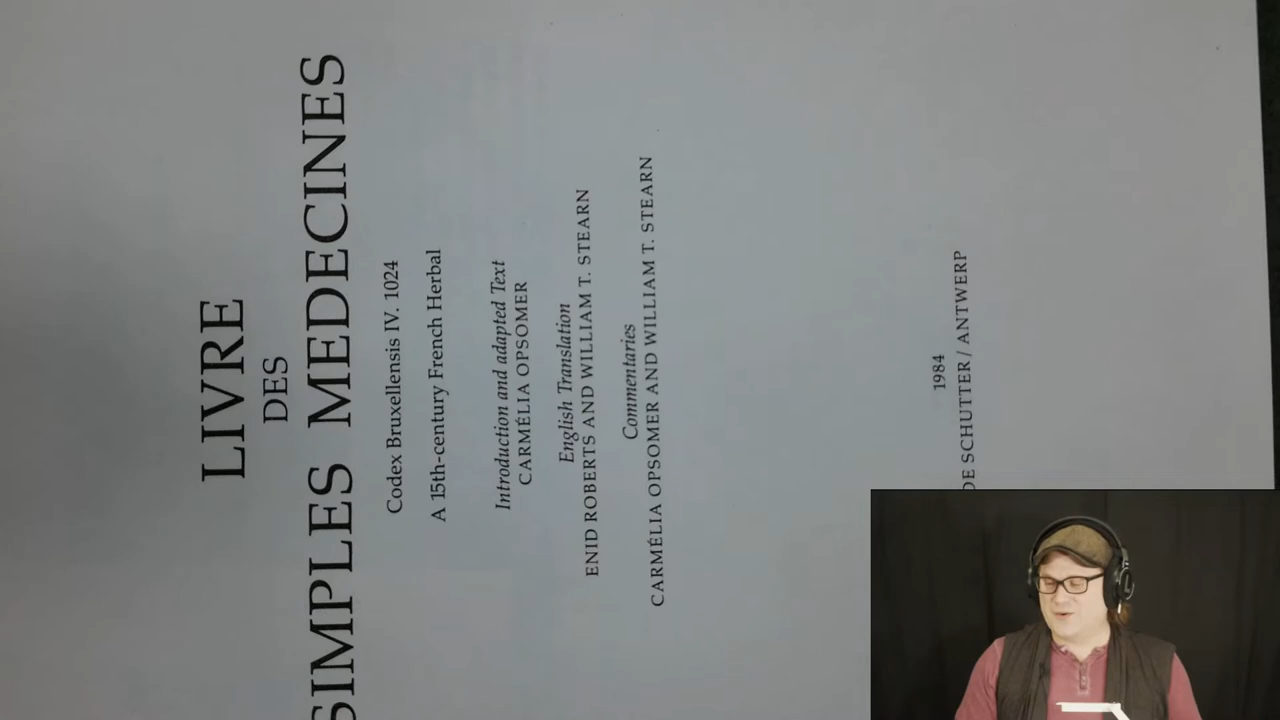 LIVRE
DES
SIMPLES MEDECINES
Codex Bruxellensis IV. 1024
A 15th-century French Herbal
Introduction and adapted Text
CARMÉLIA OPSOMER
English Translation
ENID ROBERTS AND WILLIAM T. STEARN
Commentaries
CARMÉLIA OPSOMER AND WILLIAM T. STEARN
1984
DE SCHUTTER / ANTWERP